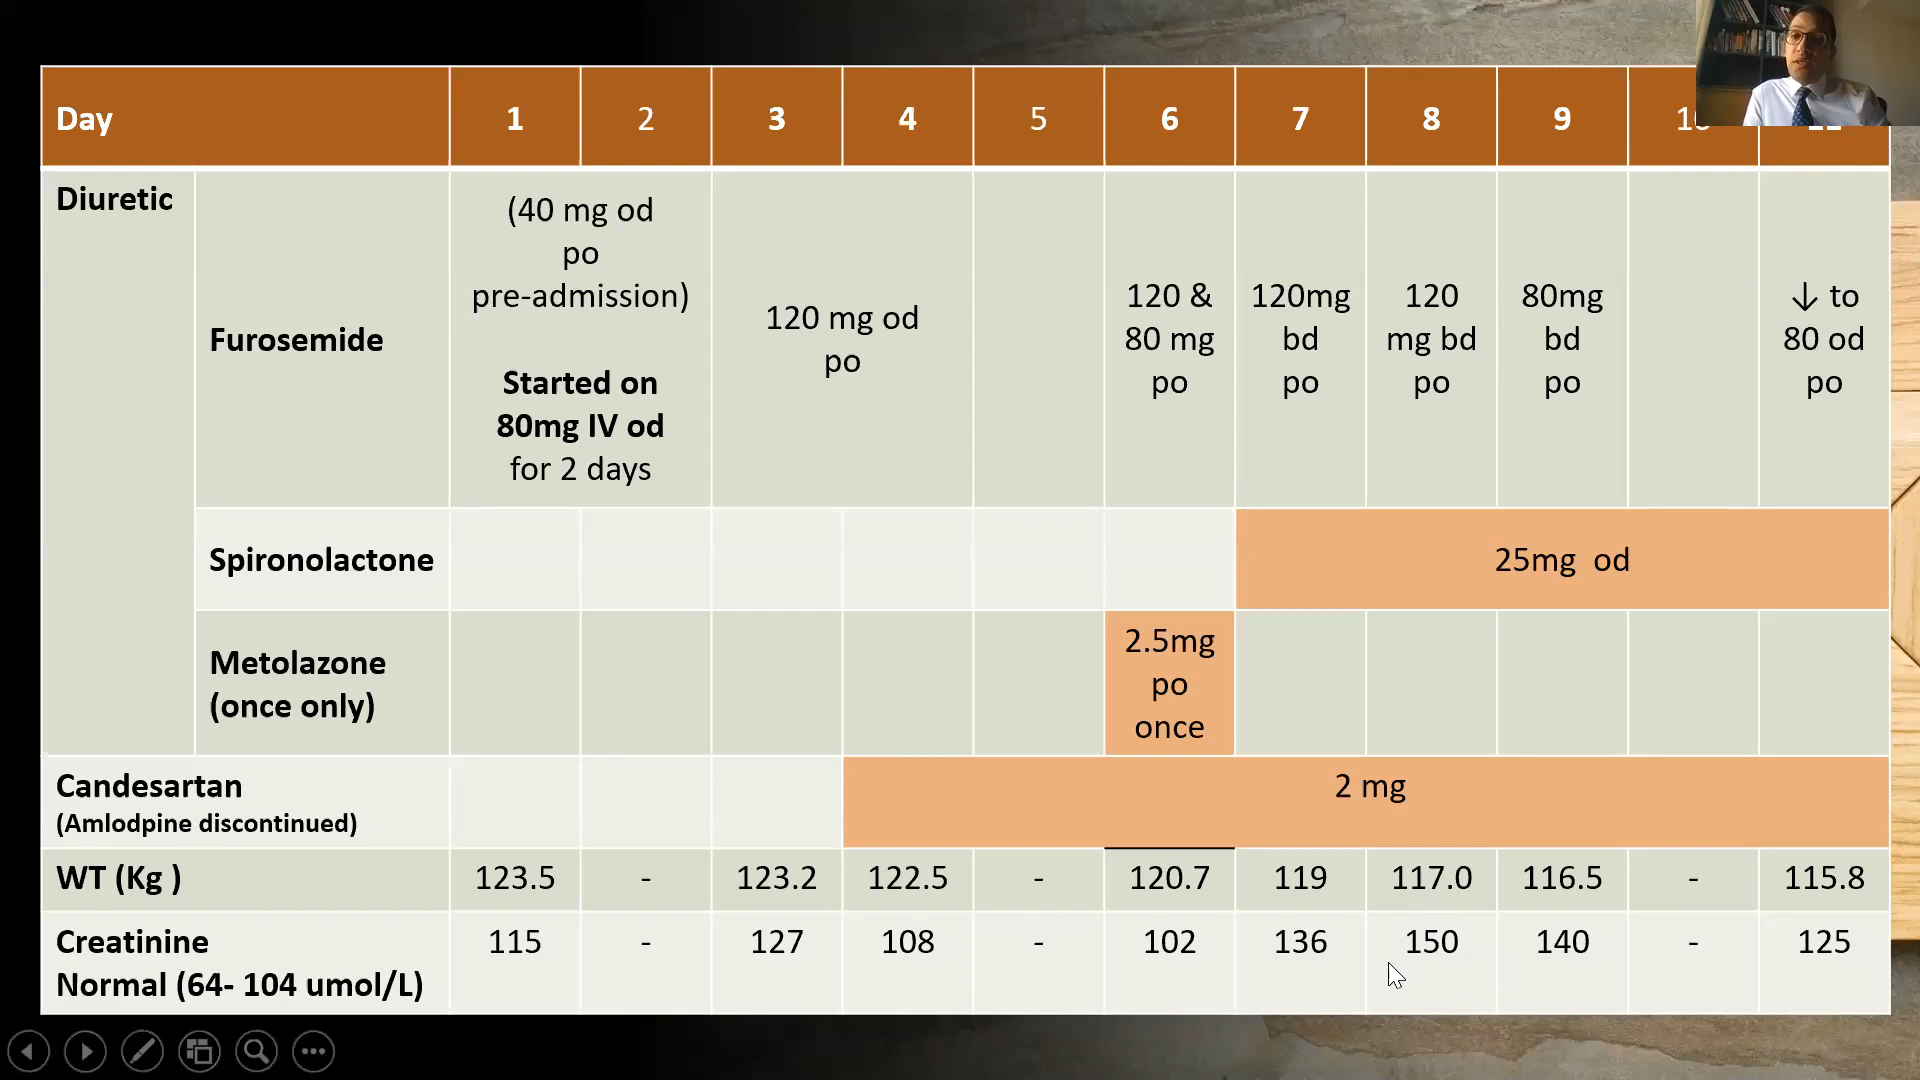 Day 1 2 3 4 5 6 7 8 9
Diuretic
Furosemide
(40 mg od
po
pre-admission)
Started on
80mg IV od
for 2 days
120 mg od
po
120 &
80 mg
po
120mg
bd
po
120
mg bd
po
80mg
bd
po
↓ to
80 od
po
Spironolactone
25mg od
Metolazone
(once only)
2.5mg
po
once
Candesartan
(Amlodpine discontinued)
2 mg
WT (Kg ) 123.5 - 123.2 122.5 - 120.7 119 117.0 116.5 - 115.8
Creatinine 115 - 127 108 - 102 136 150 140 - 125
Normal (64- 104 umol/L)